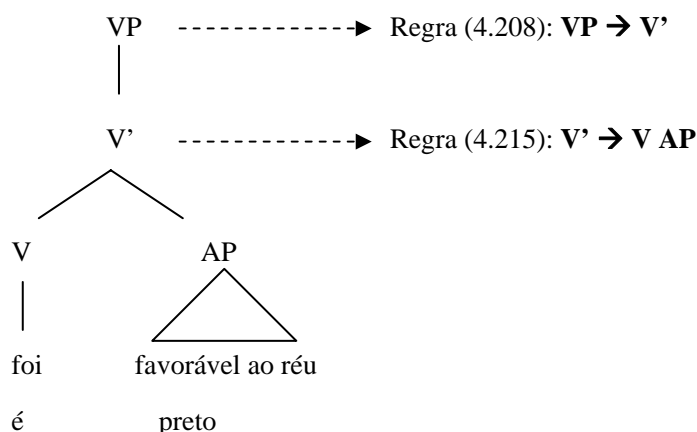 VP Regra (4.208): VP → V’
V’ Regra (4.215): V’ → V AP
V AP
foi favorável ao réu
é preto